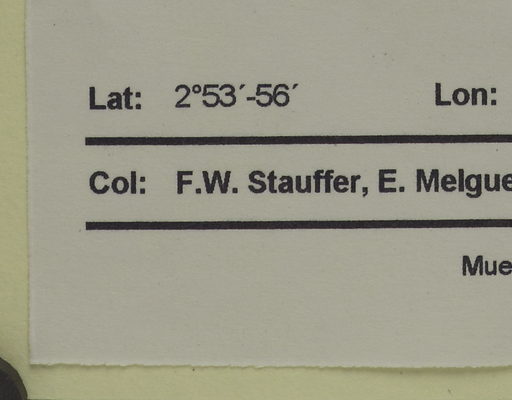 Lat: 2°53´-56´ Lon:
Col: F.W. Stauffer, E. Melgue
Mue